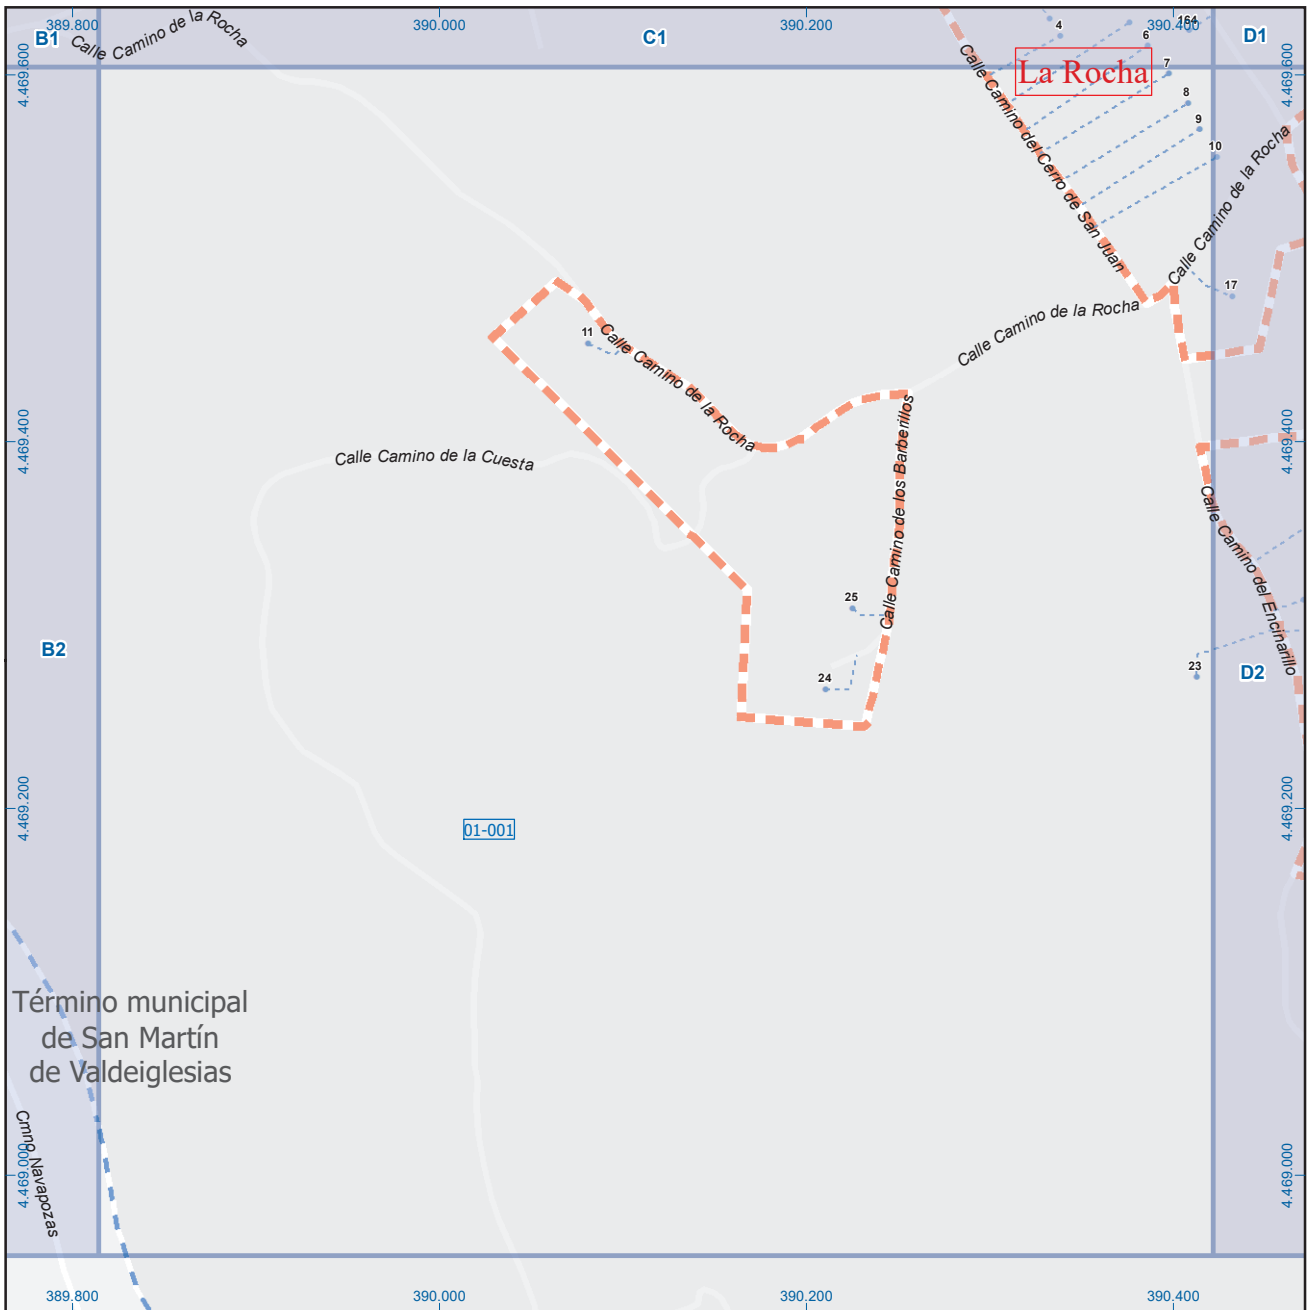 389.800
390.000
390.200
390.400
B1
C1
D1
Calle Camino de la Rocha
4
164
6
La Rocha
7
8
9
10
4.469.600
4.469.600
Calle Camino del Cerro de San Juan
Calle Camino de la Rocha
17
Calle Camino de la Rocha
11
Calle Camino de la Rocha
4.469.400
4.469.400
Calle Camino de la Cuesta
Calle Camino de los Barberillos
Calle Camino del Encinarillo
25
24
23
B2
D2
4.469.200
4.469.200
01-001
Término municipal
de San Martín
de Valdeiglesias
Cmno Navapozas
4.469.000
4.469.000
389.800
390.000
390.200
390.400